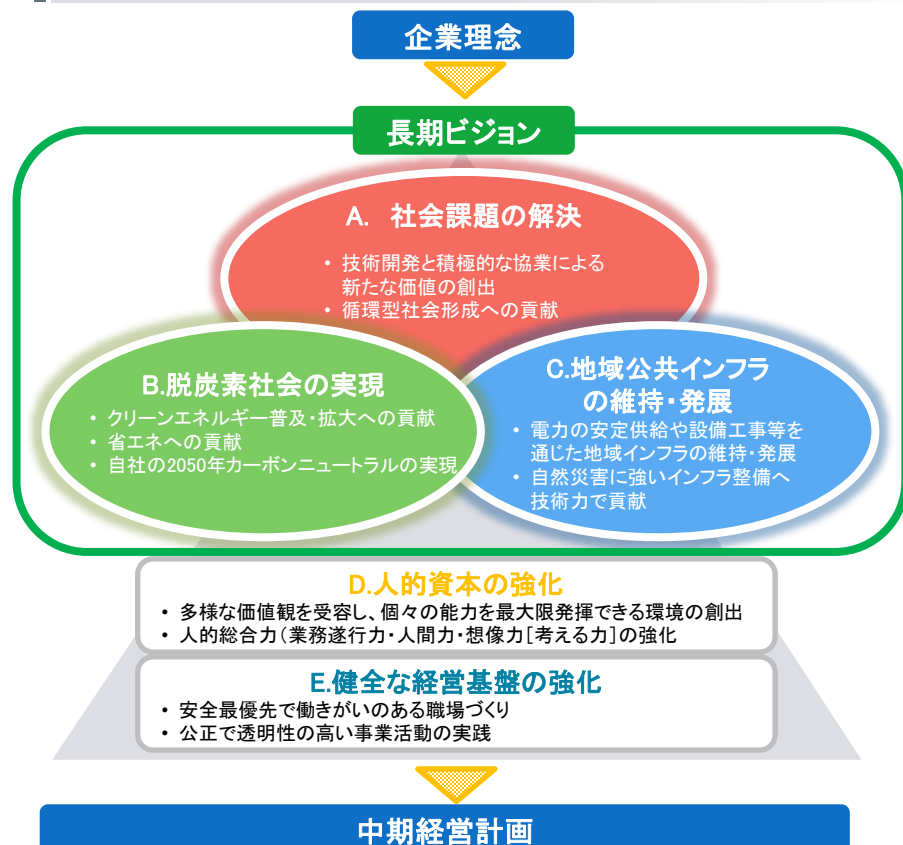 企業理念
長期ビジョン
A. 社会課題の解決
• 技術開発と積極的な協業による
新たな価値の創出
• 循環型社会形成への貢献
B.脱炭素社会の実現
• クリーンエネルギー普及・拡大への貢献
• 省エネへの貢献
• 自社の2050年カーボンニュートラルの実現
C.地域公共インフラ
の維持・発展
• 電力の安定供給や設備工事等を
通じた地域インフラの維持・発展
• 自然災害に強いインフラ整備へ
技術力で貢献
D.人的資本の強化
• 多様な価値観を受容し、個々の能力を最大限発揮できる環境の創出
• 人的総合力（業務遂行力・人間力・想像力[考える力]の強化
E.健全な経営基盤の強化
• 安全最優先で働きがいのある職場づくり
• 公正で透明性の高い事業活動の実践
中期経営計画